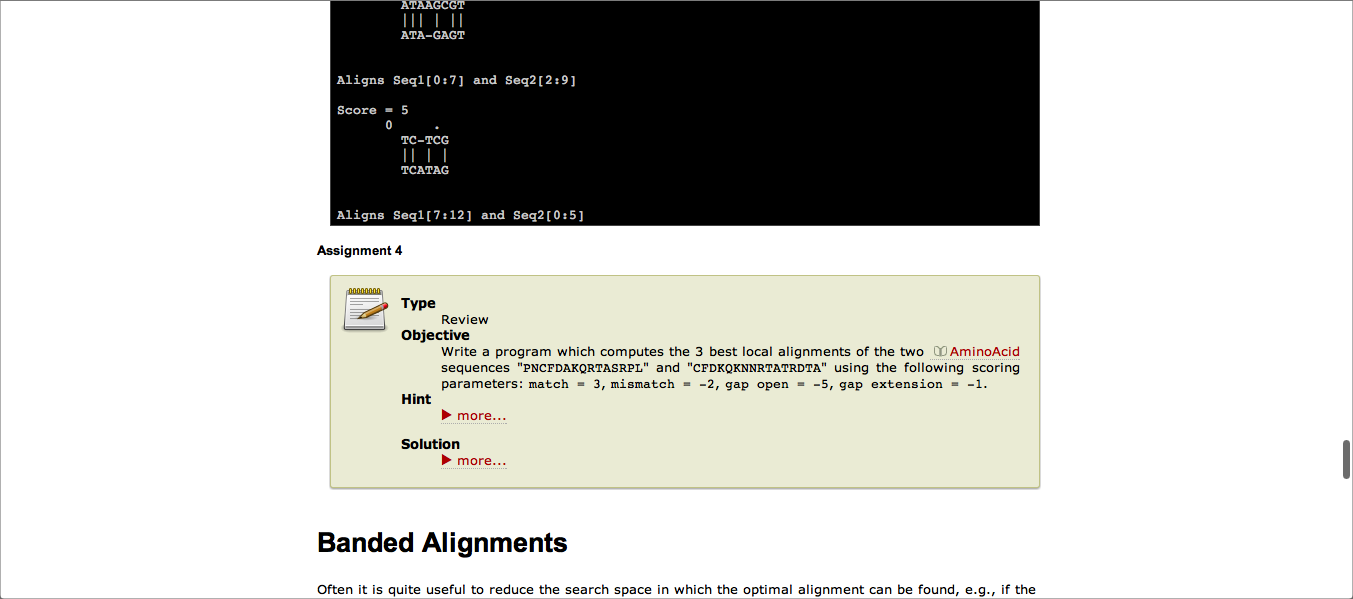 ATAAGCGT
||| | ||
ATA-GAGT
Aligns Seq1[0:7] and Seq2[2:9]
Score = 5
0     .
TC-TCG
|| | |
TCATAG
Aligns Seq1[7:12] and Seq2[0:5]
Assignment 4
Type
Review
Objective
Write a program which computes the 3 best local alignments of the two AminoAcid
sequences "PNCFDAKQRTASRPL" and "CFDKQKNNRTATRDTA" using the following scoring
parameters: match = 3, mismatch = -2, gap open = -5, gap extension = -1.
Hint
▶ more...
Solution
▶ more...
Banded Alignments
Often it is quite useful to reduce the search space in which the optimal alignment can be found, e.g., if the